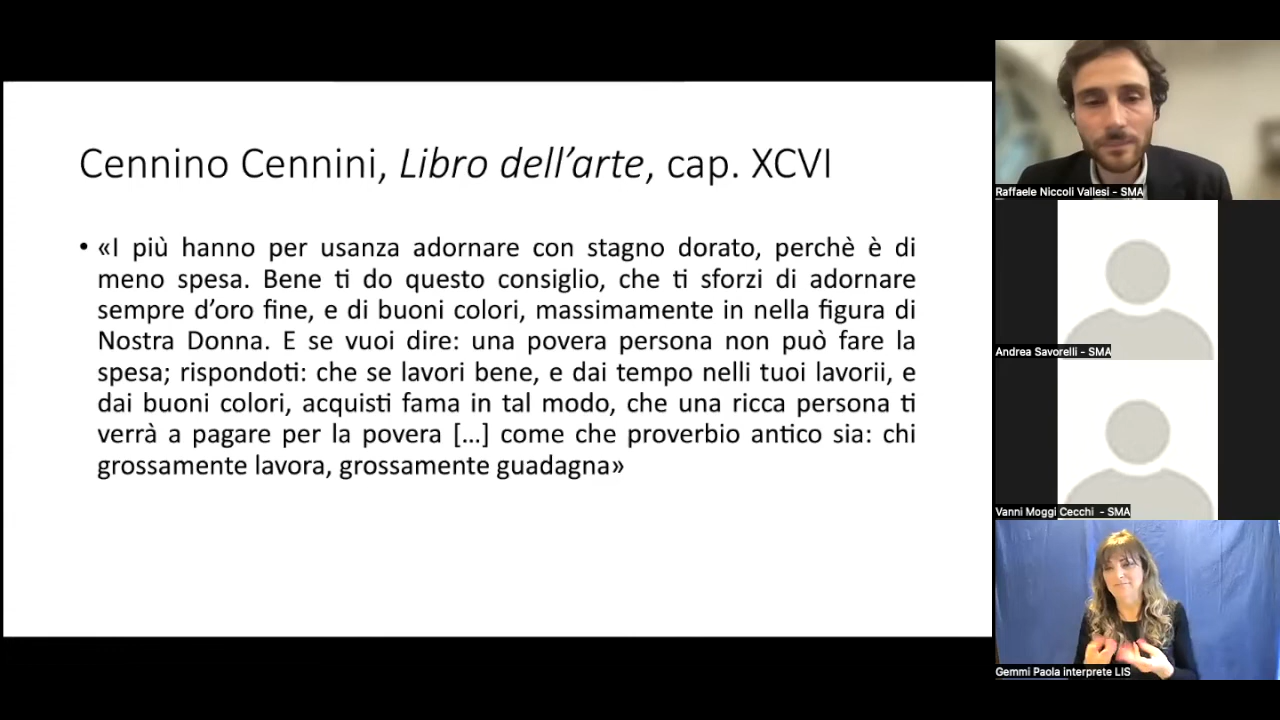 Cennino Cennini, Libro dell’arte, cap. XCVI
• «I più hanno per usanza adornare con stagno dorato, perchè è di
meno spesa. Bene ti do questo consiglio, che ti sforzi di adornare
sempre d’oro fine, e di buoni colori, massimamente in nella figura di
Nostra Donna. E se vuoi dire: una povera persona non può fare la
spesa; rispondoti: che se lavori bene, e dai tempo nelli tuoi lavorii, e
dai buoni colori, acquisti fama in tal modo, che una ricca persona ti
verrà a pagare per la povera […] come che proverbio antico sia: chi
grossamente lavora, grossamente guadagna»
Raffaele Niccoli Vallesi - SMA
Andrea Savorelli - SMA
Vanni Moggi Cecchi - SMA
Gemmi Paola interprete LIS